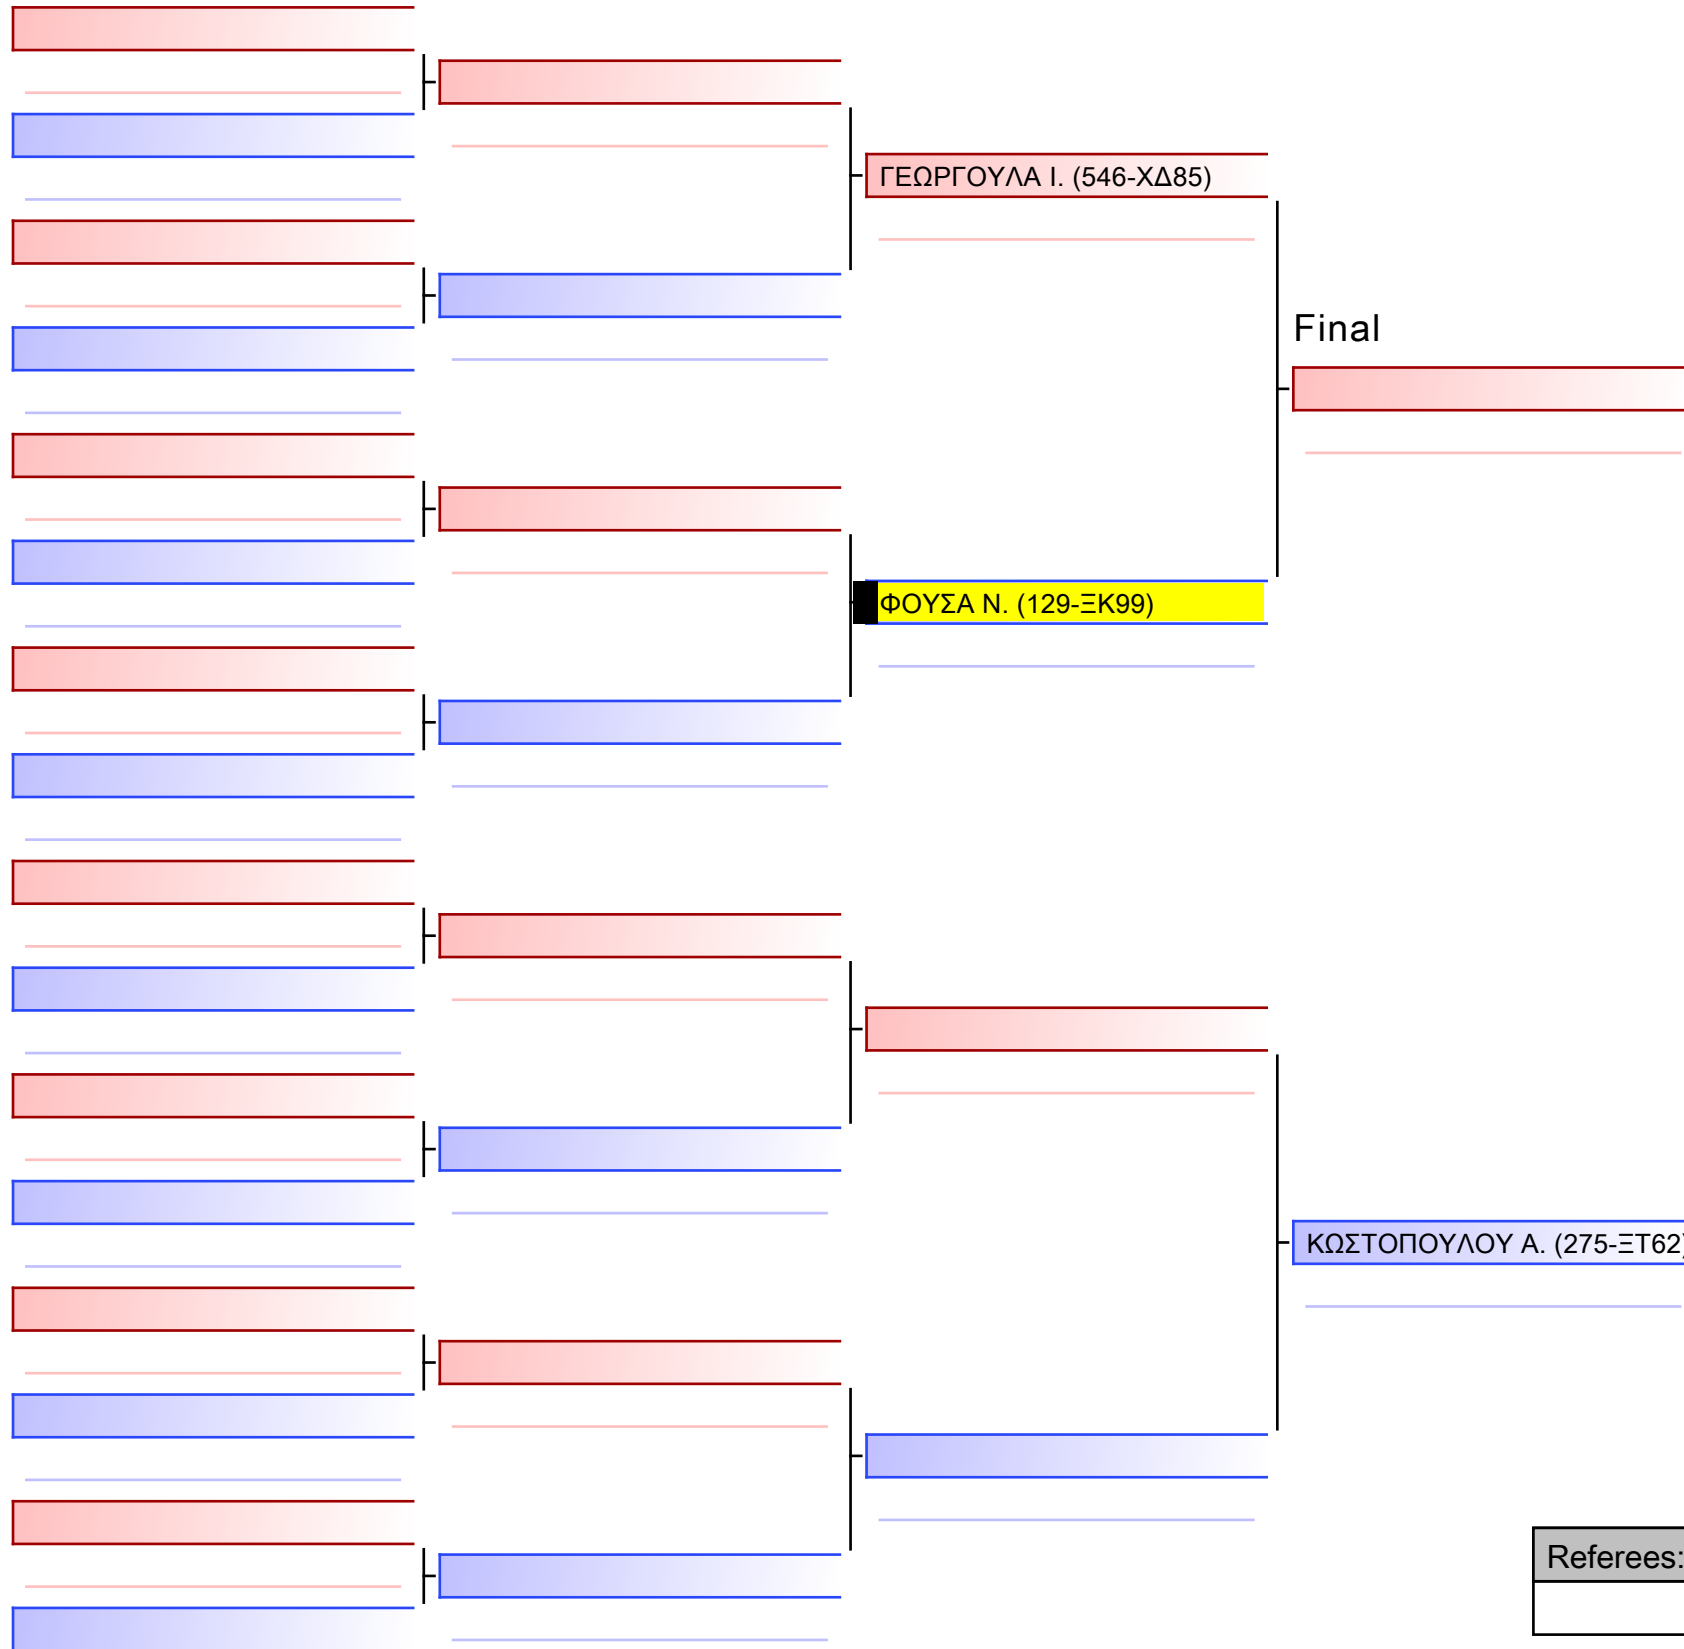 ΓΕΩΡΓΟΥΛΑ Ι. (546-ΧΔ85)
Final
ΦΟΥΣΑ Ν. (129-ΞΚ99)
ΚΩΣΤΟΠΟΥΛΟΥ Α. (275-ΞΤ62)
Referees: